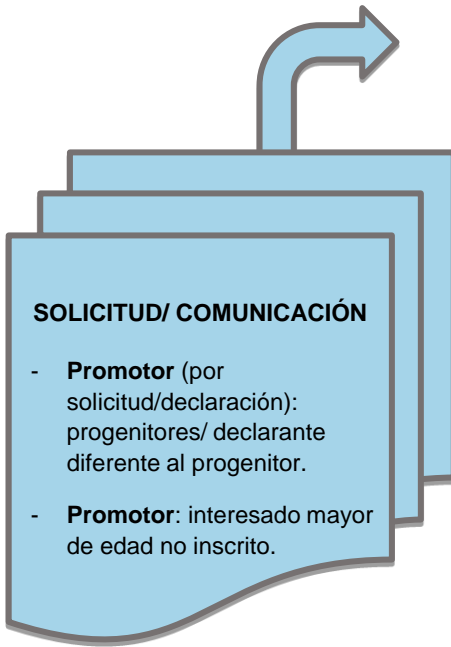 SOLICITUD/ COMUNICACIÓN
- Promotor (por
solicitud/declaración):
progenitores/ declarante
diferente al progenitor.
- Promotor: interesado mayor
de edad no inscrito.